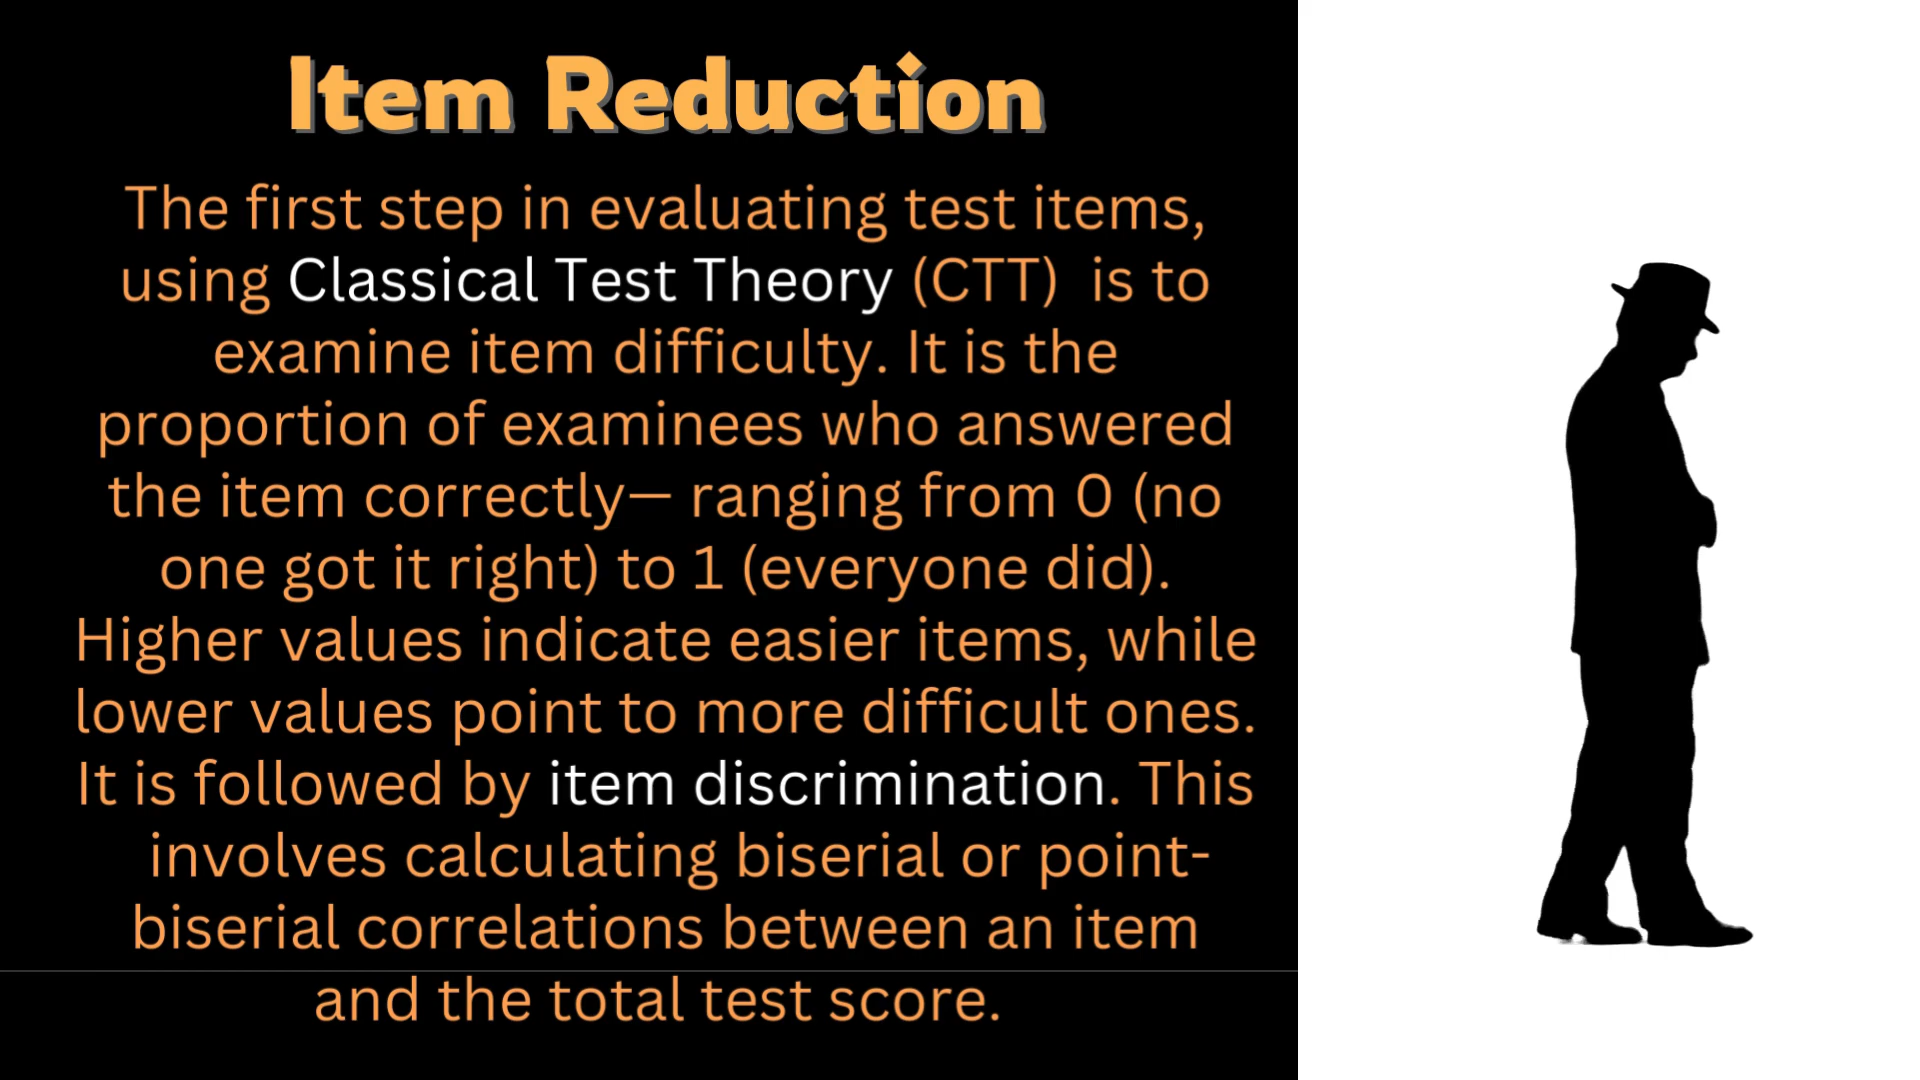 Item Reduction
The first step in evaluating test items,
using Classical Test Theory (CTT)  is to
examine item difficulty. It is the
proportion of examinees who answered
the item correctly— ranging from 0 (no
one got it right) to 1 (everyone did).
Higher values indicate easier items, while
lower values point to more difficult ones.
It is followed by item discrimination. This
involves calculating biserial or point-
biserial correlations between an item
and the total test score.